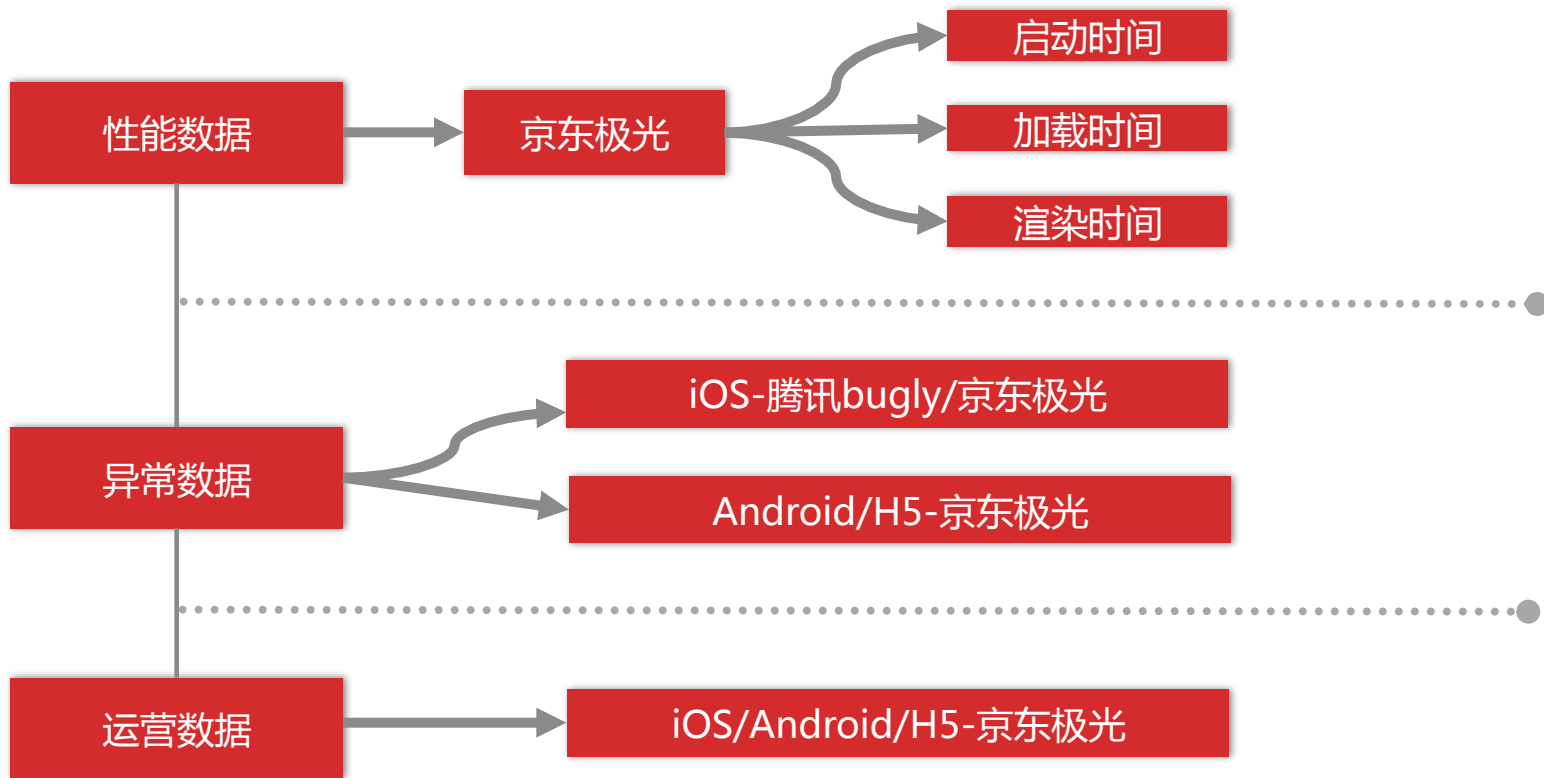 性能数据
京东极光
启动时间
加载时间
渲染时间
异常数据
iOS-腾讯bugly/京东极光
Android/H5-京东极光
运营数据
iOS/Android/H5-京东极光